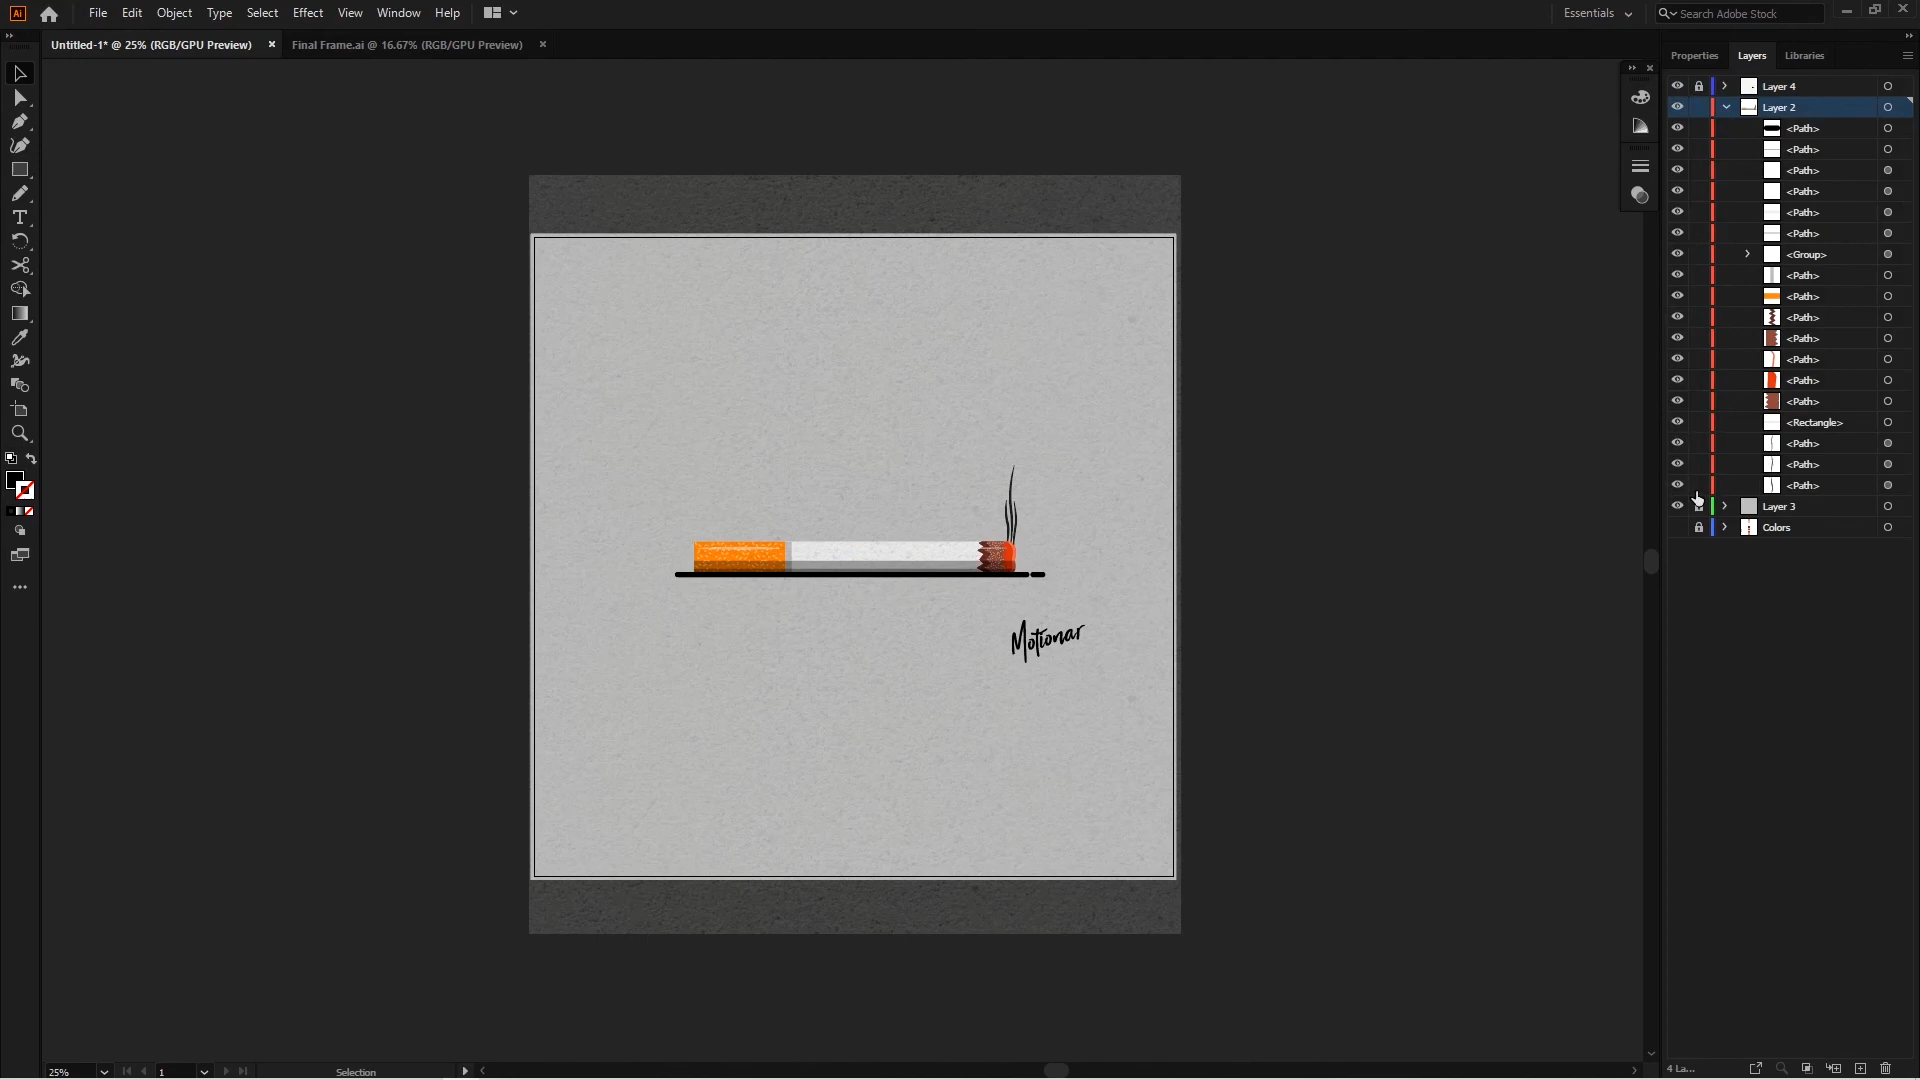 Ai File Edit Object Type Select Effect View Window Help Essentials Search Adobe Stock
Untitled-1* @ 25% (RGB/GPU Preview) × Final Frame.ai @ 16.67% (RGB/GPU Preview) ×
Properties Layers Libraries
Layer 4
Layer 2
<Path>
<Path>
<Path>
<Path>
<Path>
<Path>
<Group>
<Path>
<Path>
<Path>
<Path>
<Path>
<Path>
<Path>
<Rectangle>
<Path>
<Path>
<Path>
Layer 3
Colors
Motionar
25% 1 Selection
4 La...